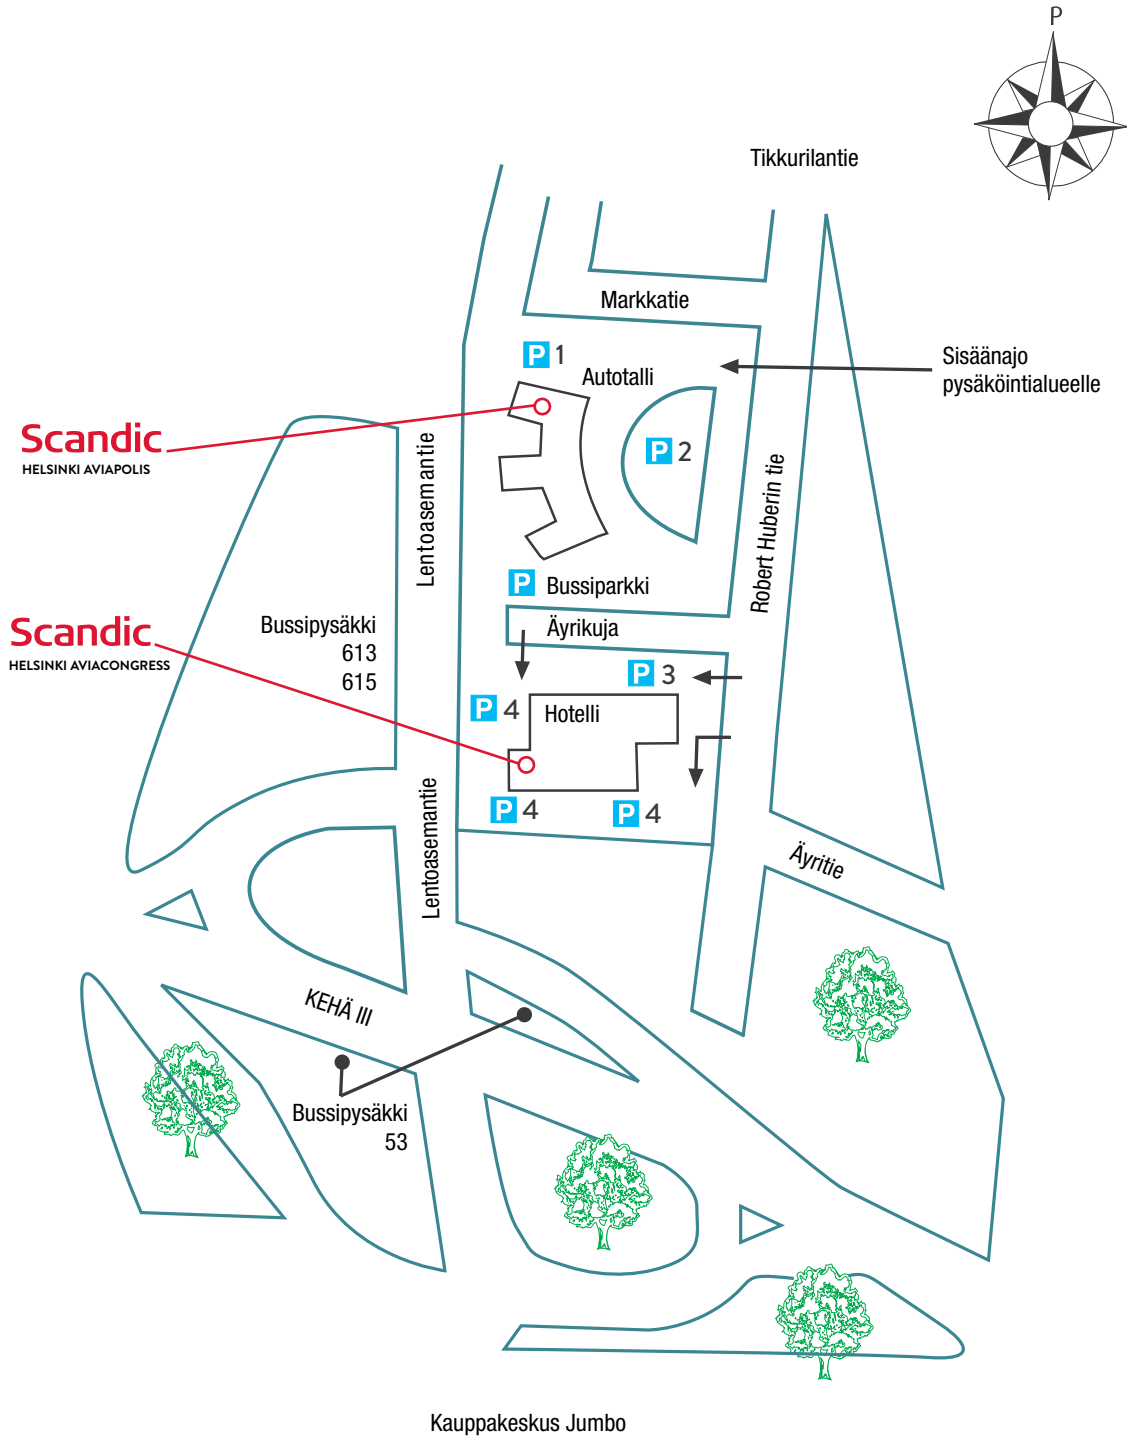 P
Tikkurilantie
Markkatie
P 1
Autotalli
Sisäänajo
pysäköintialueelle
Scandic
HELSINKI AVIAPOLIS
Lentoasemantie
P 2
Robert Huberin tie
P Bussiparkki
Äyrikuja
Scandic
HELSINKI AVIACONGRESS
Bussipysäkki
613
615
P 3
P 4
Hotelli
P 4
P 4
Lentoasemantie
Äyritie
KEHÄ III
Bussipysäkki
53
Kauppakeskus Jumbo